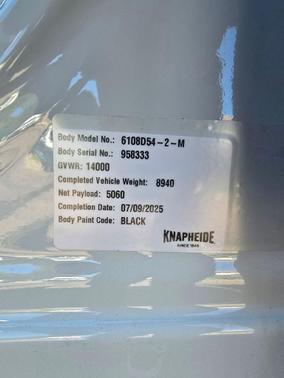 Body Model No.: 6108D54-2-M
Body Serial No.: 958333
GVWR: 14000
Completed Vehicle Weight: 8940
Net Payload: 5060
Completion Date: 07/09/2025
Body Paint Code: BLACK
KNAPHEIDE
SINCE 1848